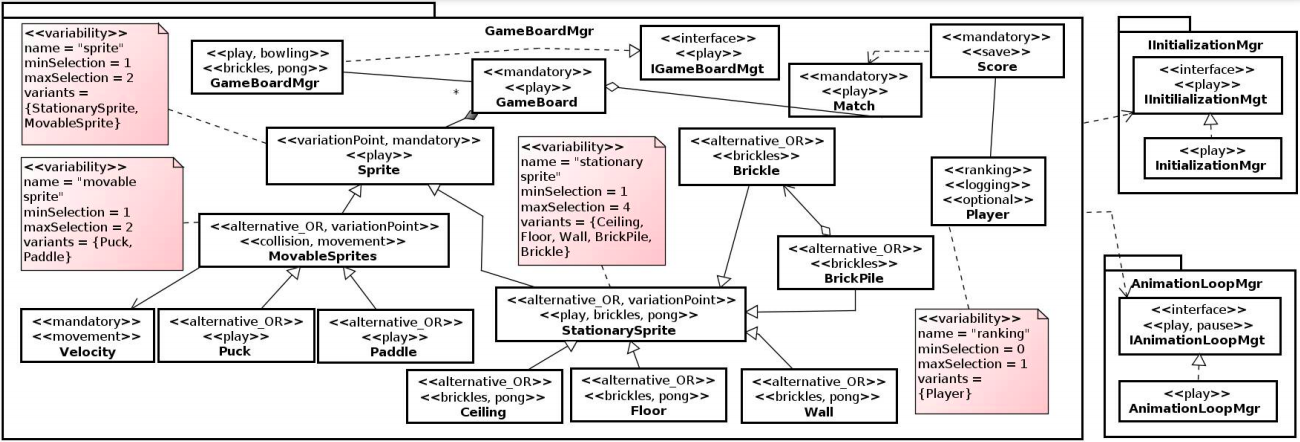 GameBoardMgr
<<variability>>
name = "sprite"
minSelection = 1
maxSelection = 2
variants =
{StationarySprite,
MovableSprite}
<<play, bowling>>
<<brickles, pong>>
GameBoardMgr
<<interface>>
<<play>>
IGameBoardMgt
<<mandatory>>
<<play>>
GameBoard
*
<<mandatory>>
<<play>>
Match
<<mandatory>>
<<save>>
Score
<<variationPoint, mandatory>>
<<play>>
Sprite
<<variability>>
name = "stationary
sprite"
minSelection = 1
maxSelection = 4
variants = {Ceiling,
Floor, Wall, BrickPile,
Brickle}
<<alternative_OR>>
<<brickles>>
Brickle
<<ranking>>
<<logging>>
<<optional>>
Player
<<variability>>
name = "movable
sprite"
minSelection = 1
maxSelection = 2
variants = {Puck,
Paddle}
<<alternative_OR, variationPoint>>
<<collision, movement>>
MovableSprites
<<alternative_OR>>
<<brickles>>
BrickPile
<<mandatory>>
<<movement>>
Velocity
<<alternative_OR>>
<<play>>
Puck
<<alternative_OR>>
<<play>>
Paddle
<<alternative_OR, variationPoint>>
<<play, brickles, pong>>
StationarySprite
<<variability>>
name = "ranking"
minSelection = 0
maxSelection = 1
variants =
{Player}
<<alternative_OR>>
<<brickles, pong>>
Ceiling
<<alternative_OR>>
<<brickles, pong>>
Floor
<<alternative_OR>>
<<brickles, pong>>
Wall
IInitializationMgr
<<interface>>
<<play>>
IInitilializationMgt
<<play>>
InitializationMgr
AnimationLoopMgr
<<interface>>
<<play, pause>>
IAnimationLoopMgt
<<play>>
AnimationLoopMgr